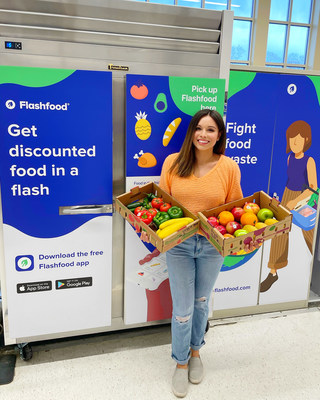 Flashfood
Get
discounted
food in a
flash
Download the free
Flashfood app
App Store
Google Play
Pick up
Flashfood
here
Flashfood
Fight
food
waste